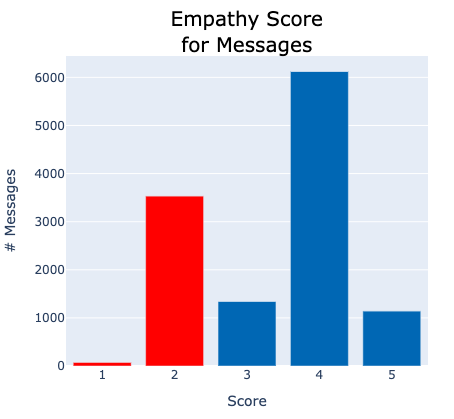 Empathy Score
for Messages
# Messages
6000
5000
4000
3000
2000
1000
0
1 2 3 4 5
Score